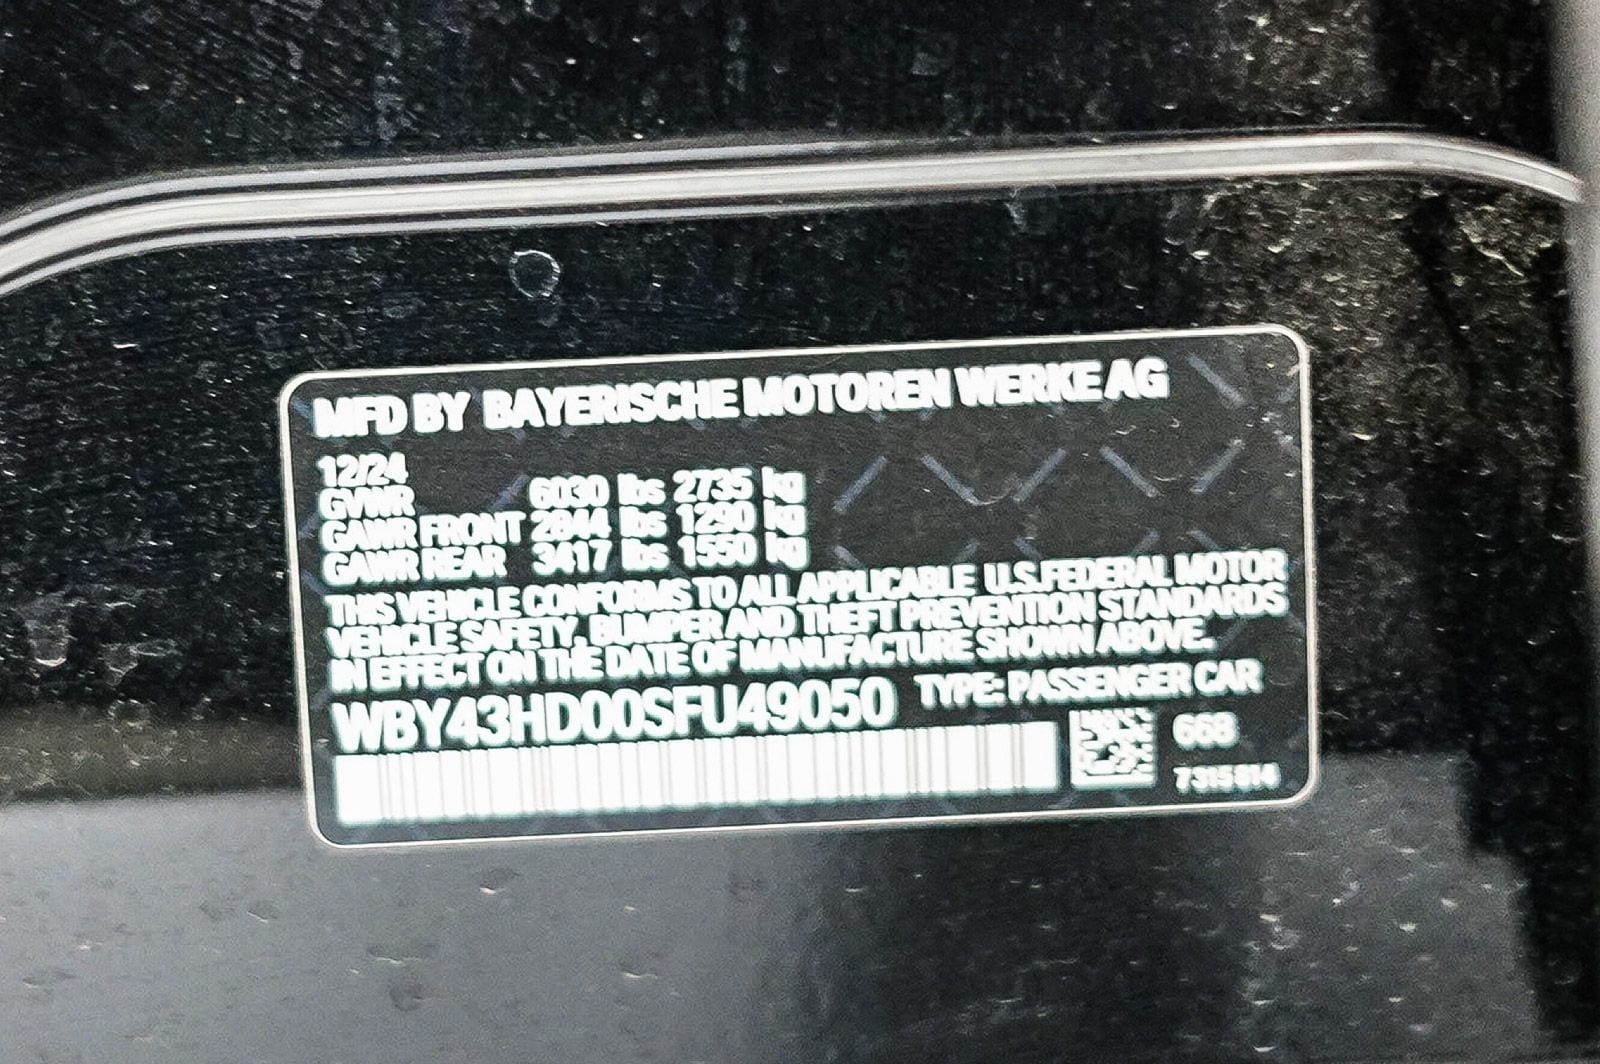 MFD BY BAYERISCHE MOTOREN WERKE AG
12/24
GVWR 6030 lbs 2735 kg
GAWR FRONT 2844 lbs 1290 kg
GAWR REAR 3417 lbs 1550 kg
THIS VEHICLE CONFORMS TO ALL APPLICABLE U.S.FEDERAL MOTOR
VEHICLE SAFETY, BUMPER AND THEFT PREVENTION STANDARDS
IN EFFECT ON THE DATE OF MANUFACTURE SHOWN ABOVE.
WBY43HD00SFU49050 TYPE: PASSENGER CAR
668